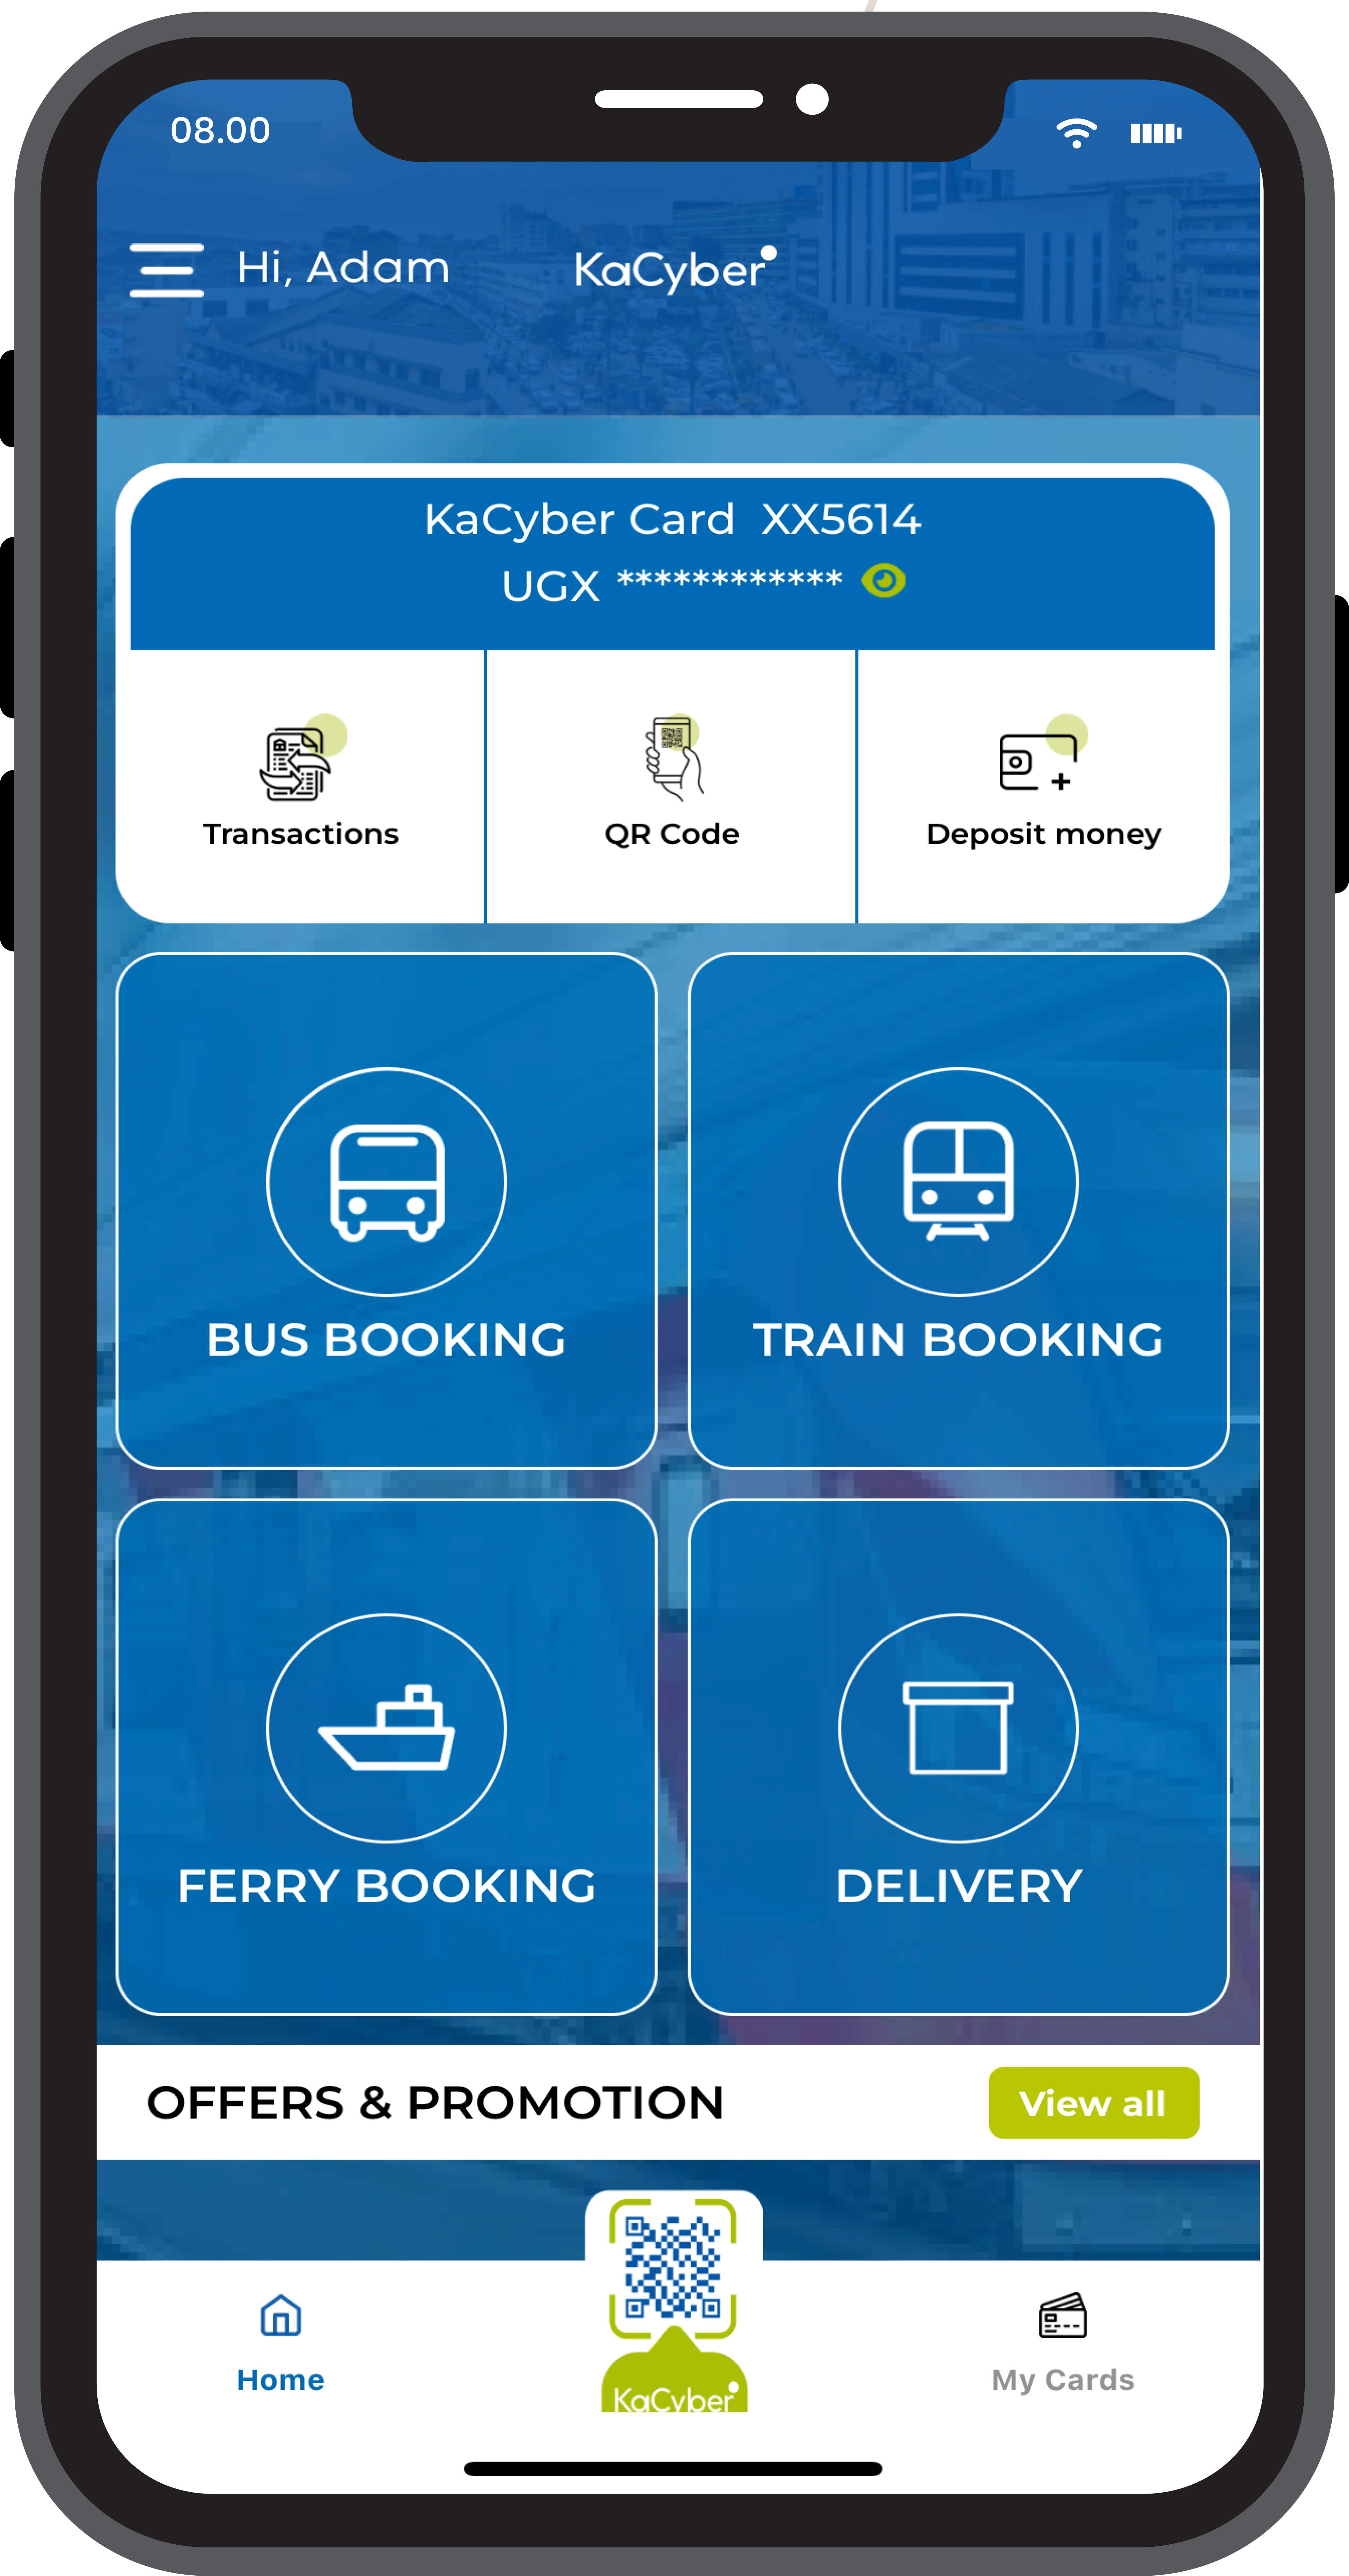 08.00
Hi, Adam
KaCyber
KaCyber Card XX5614
UGX ************
Transactions
QR Code
Deposit money
BUS BOOKING
TRAIN BOOKING
FERRY BOOKING
DELIVERY
OFFERS & PROMOTION
View all
KaCyber
Home
My Cards